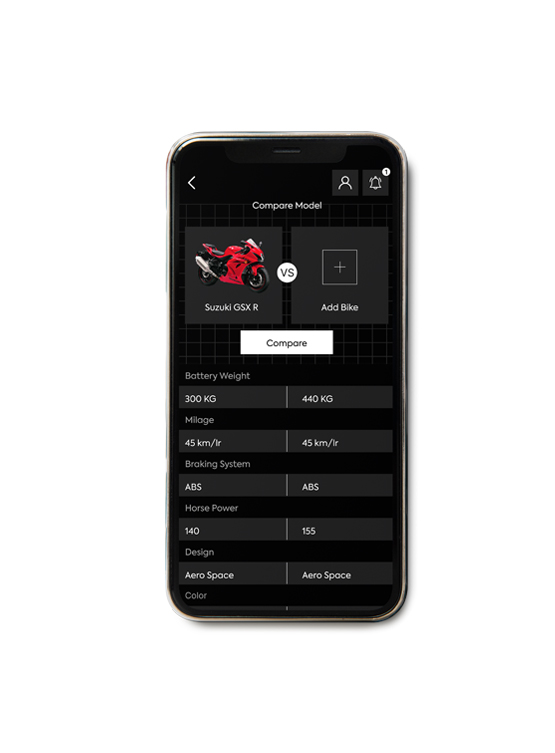 1
Compare Model
VS
Suzuki GSX R
Add Bike
Compare
Battery Weight
300 KG 440 KG
Milage
45 km/lr 45 km/lr
Braking System
ABS ABS
Horse Power
140 155
Design
Aero Space Aero Space
Color